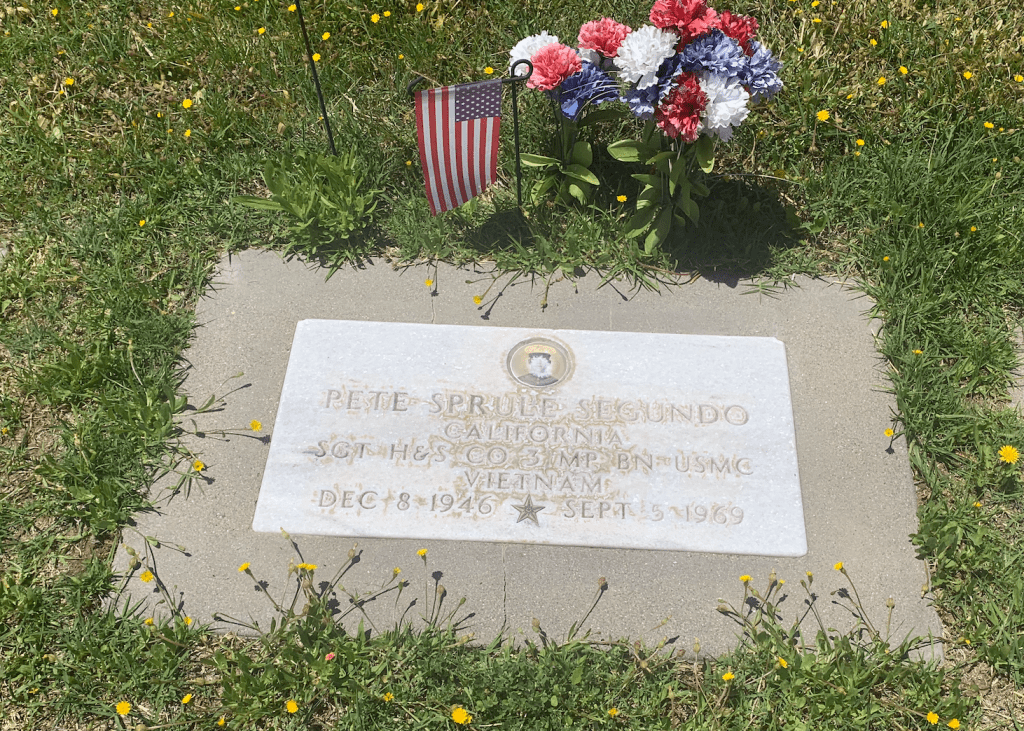 PETE SPRULE SEGUNDO
CALIFORNIA
SGT H&S CO 3 MP BN USMC
VIETNAM
DEC 8 1946 SEPT 5 1969